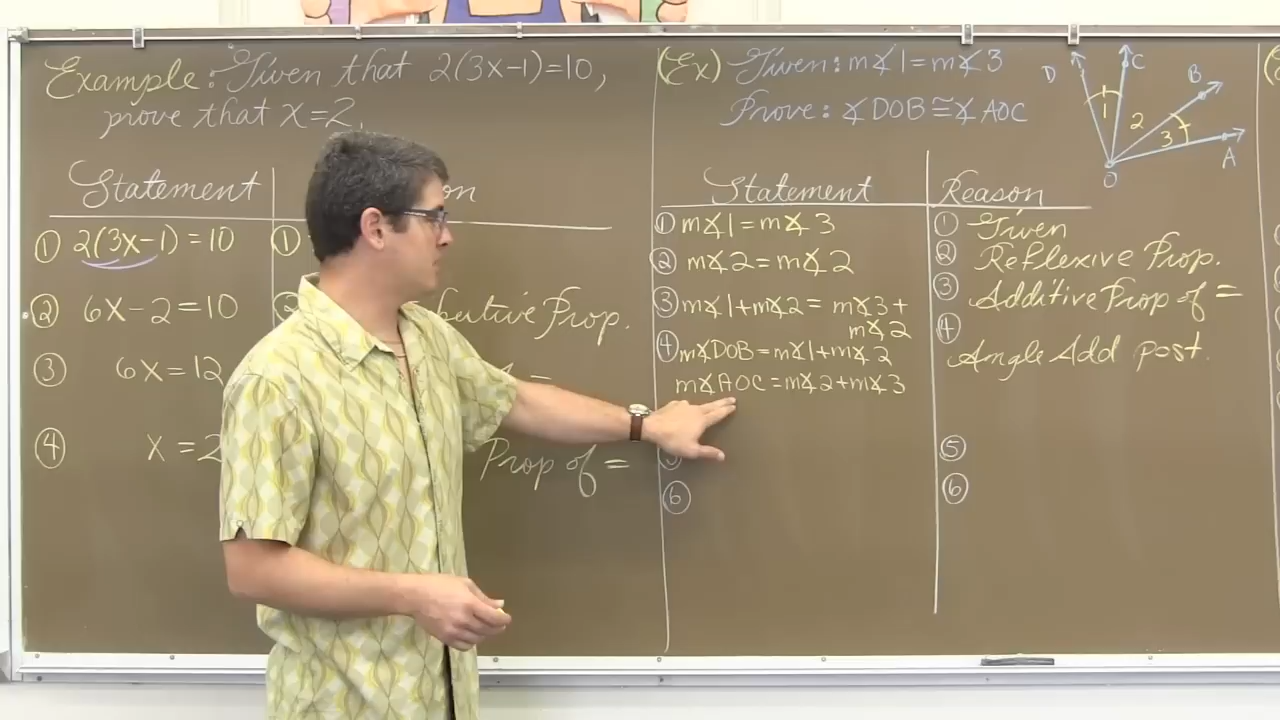 Example: Given that 2(3x-1)=10,
prove that x=2.
Statement
on
① 2(3x-1)=10
①
② 6x-2=10
butive Prop.
③ 6x=12
=
④ x=2
Prop of =
(Ex) Given: m∡1=m∡3
Prove: ∡DOB≅∡AOC
D
C
B
A
O
1
2
3
Statement
Reason
① m∡1=m∡3
① Given
② m∡2=m∡2
② Reflexive Prop.
③ m∡1+m∡2= m∡3+
m∡2
③ Additive Prop of =
④ m∡DOB=m∡1+m∡2
m∡AOC=m∡2+m∡3
④
Angle Add post.
⑤
⑥
⑥